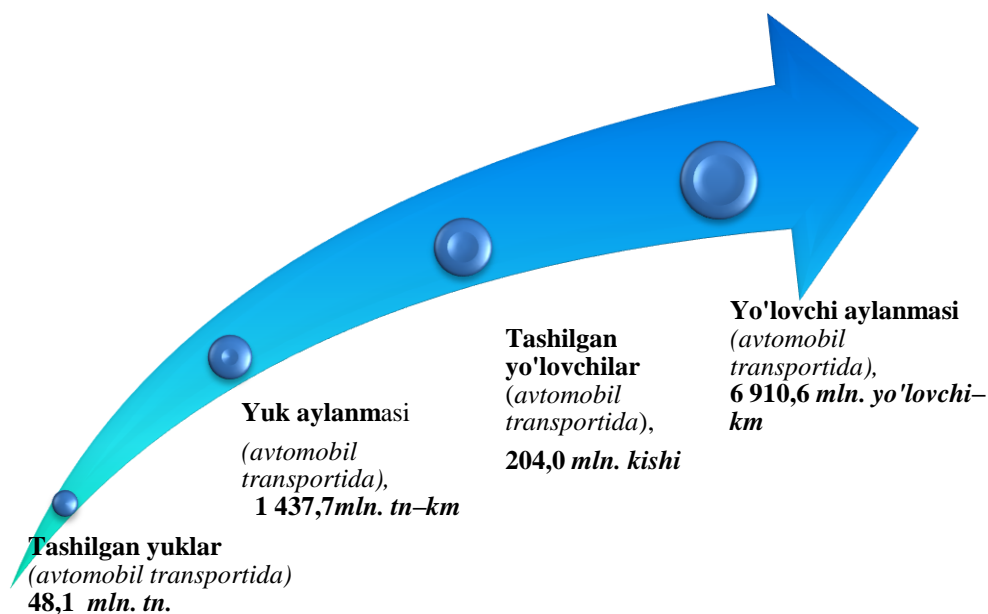 Tashilgan yuklar
(avtomobil transportida)
48,1 mln. tn.
Yuk aylanmasi
(avtomobil
transportida),
1 437,7mln. tn–km
Tashilgan
yo'lovchilar
(avtomobil
transportida),
204,0 mln. kishi
Yo'lovchi aylanmasi
(avtomobil
transportida),
6 910,6 mln. yo'lovchi–
km